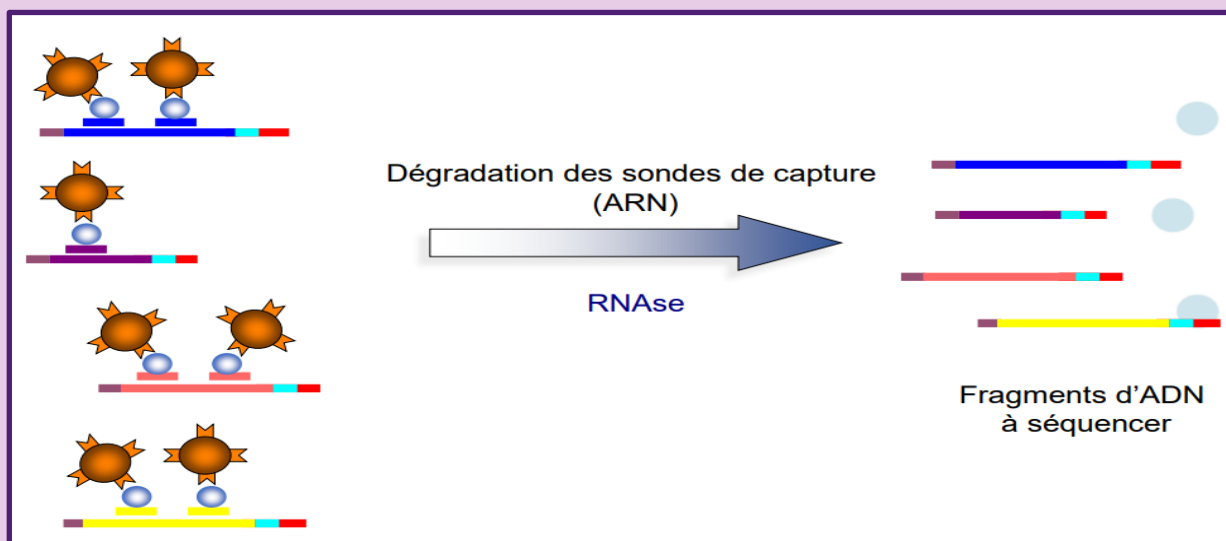 Dégradation des sondes de capture
(ARN)
RNAse
Fragments d'ADN
à séquencer